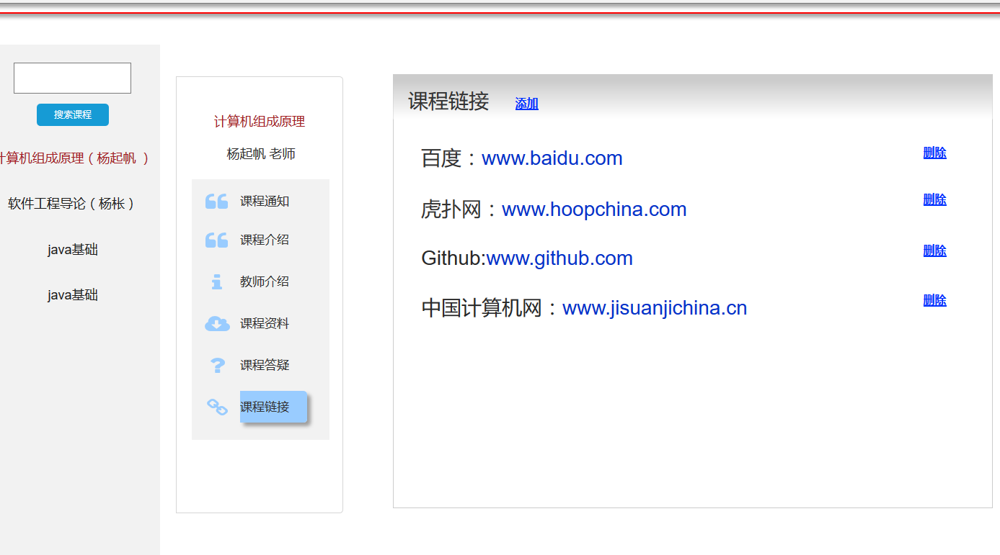 搜索课程
计算机组成原理（杨起帆 ）
软件工程导论（杨枨）
java基础
java基础
计算机组成原理
杨起帆 老师
课程通知
课程介绍
教师介绍
课程资料
课程答疑
课程链接
课程链接 添加
百度：www.baidu.com 删除
虎扑网：www.hoopchina.com 删除
Github:www.github.com 删除
中国计算机网：www.jisuanjichina.cn 删除